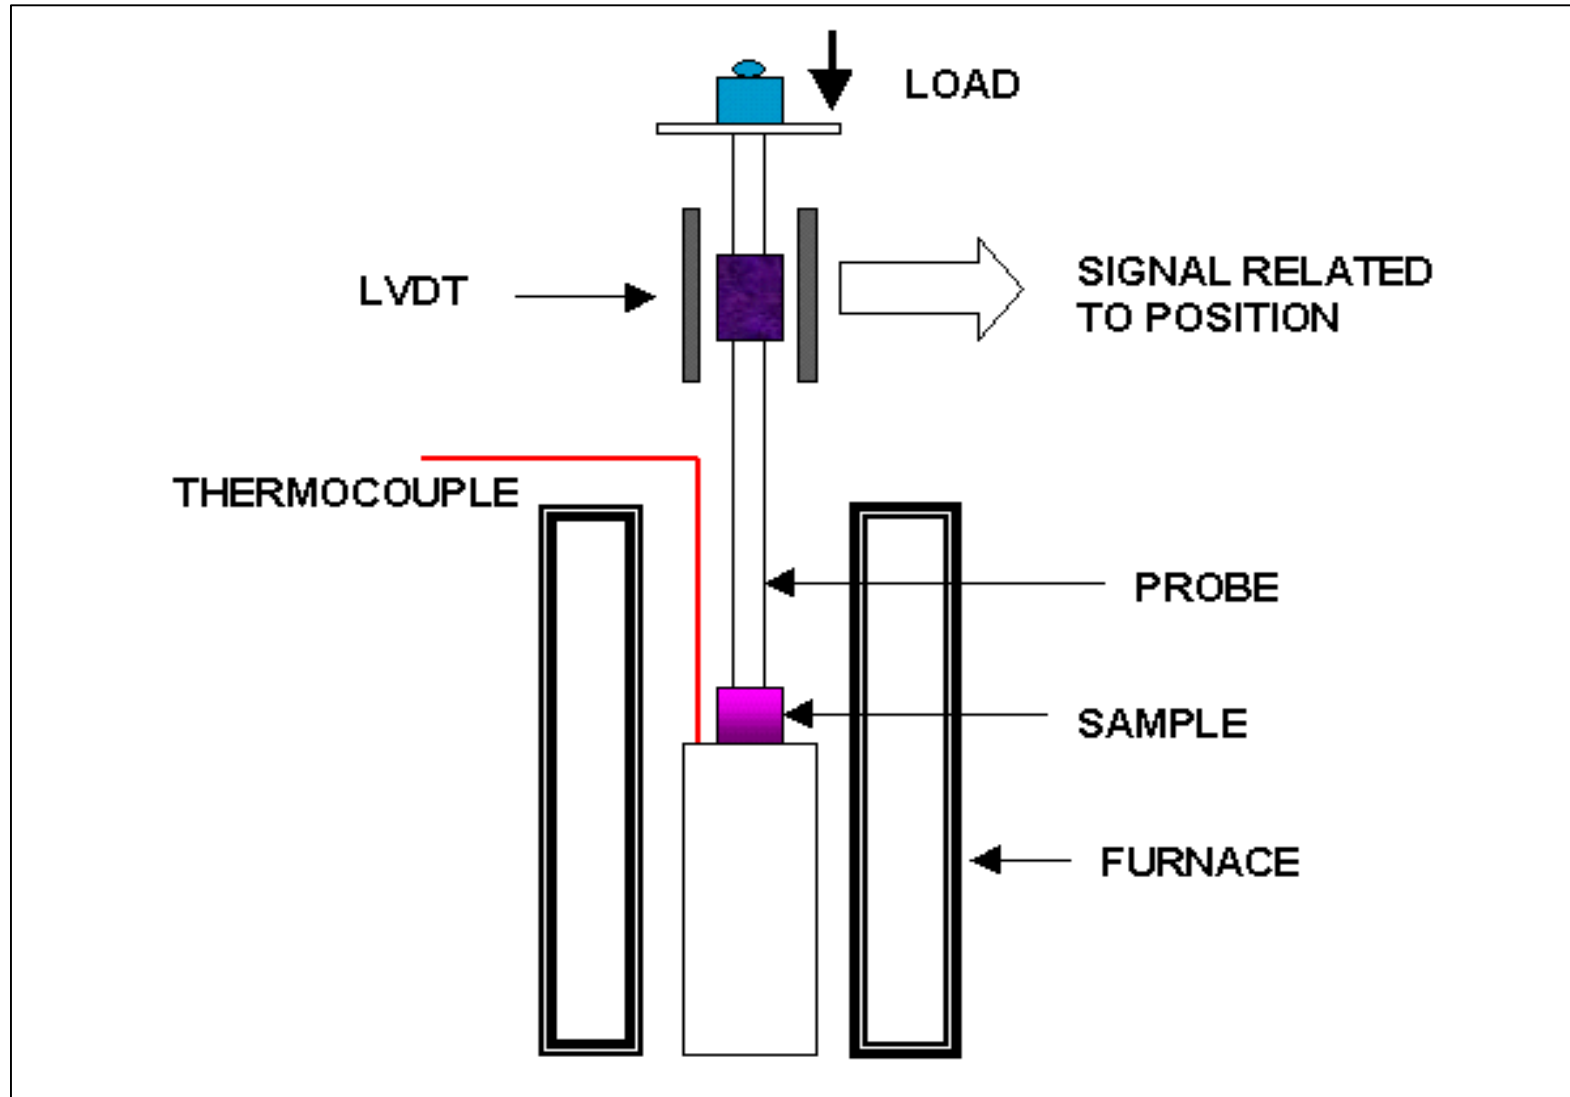 LOAD
LVDT
SIGNAL RELATED
TO POSITION
THERMOCOUPLE
PROBE
SAMPLE
FURNACE